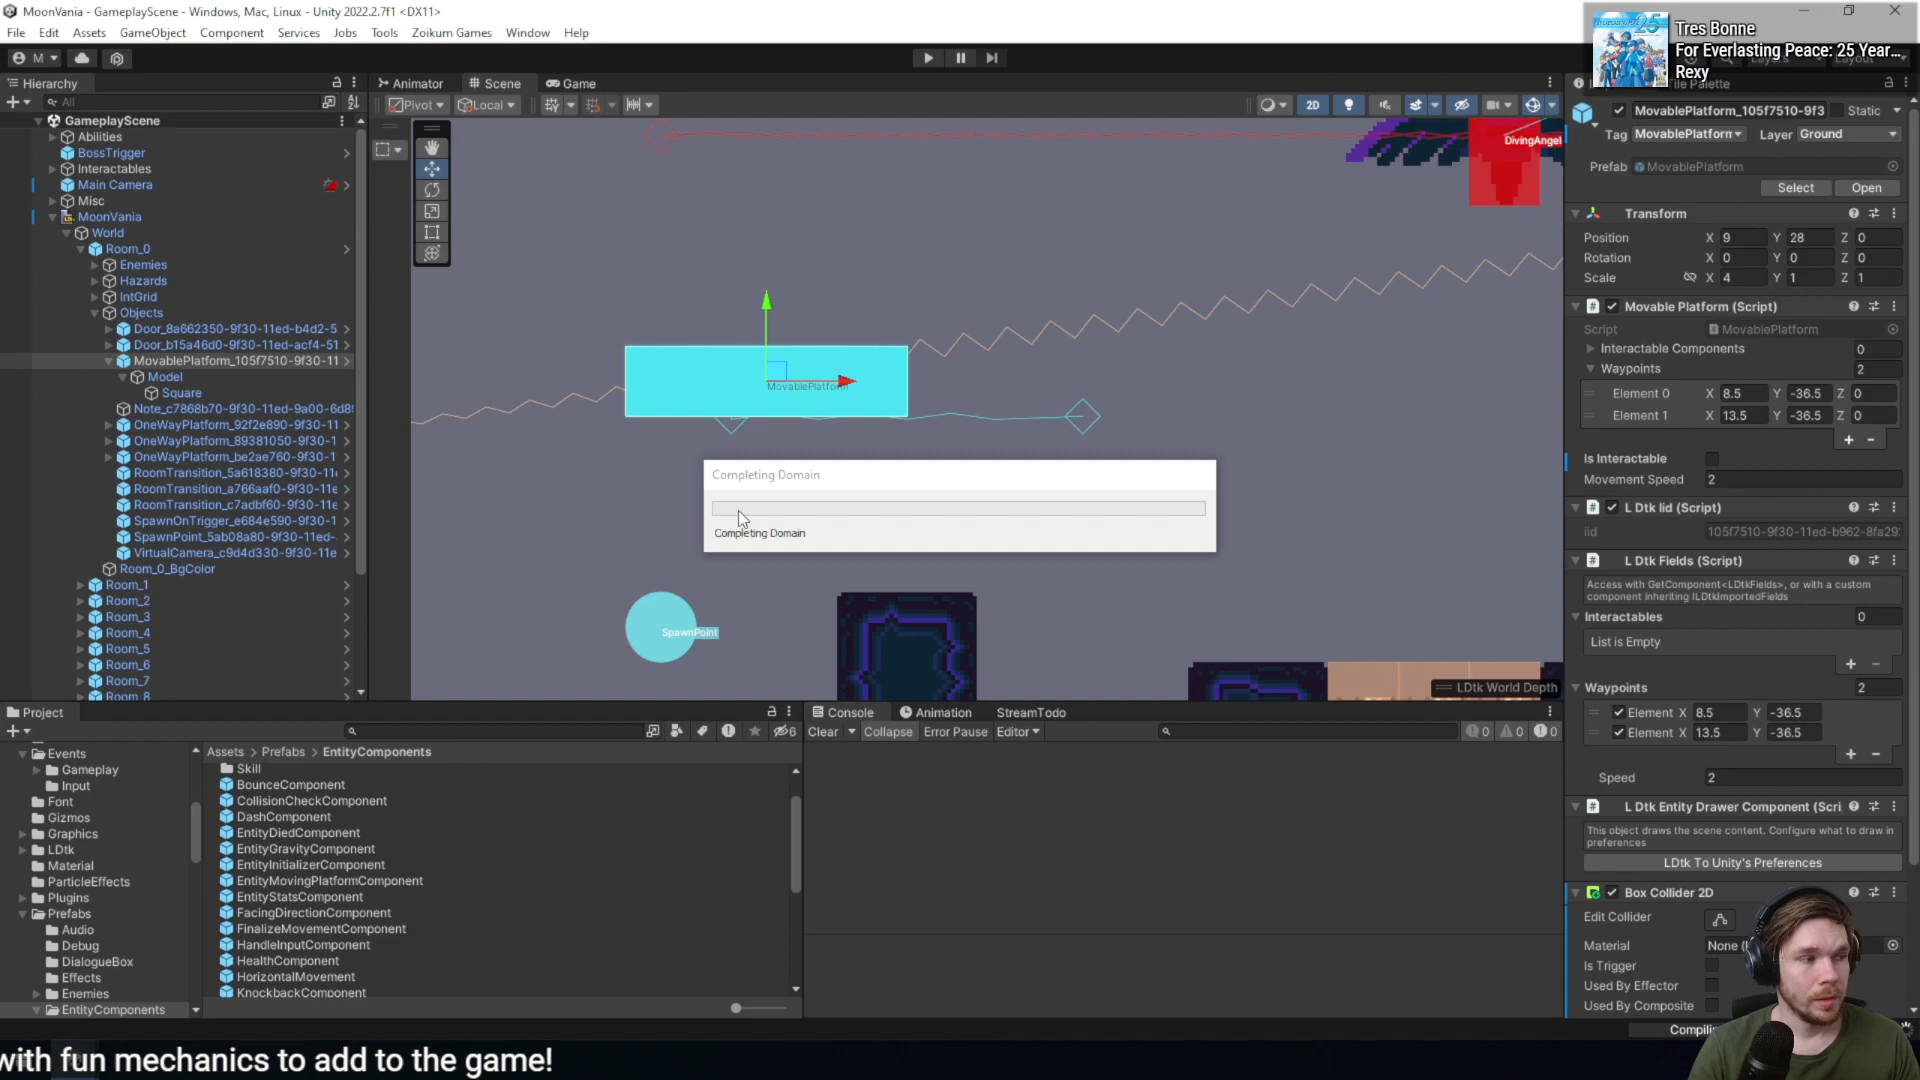 MoonVania - GameplayScene - Windows, Mac, Linux - Unity 2022.2.7f1 <DX11>
File Edit Assets GameObject Component Services Jobs Tools Zoikum Games Window Help
Tres Bonne
For Everlasting Peace: 25 Year...
Rexy
M
Hierarchy
All
GameplayScene
Abilities
BossTrigger
Interactables
Main Camera
Misc
MoonVania
World
Room_0
Enemies
Hazards
IntGrid
Objects
Door_8a662350-9f30-11ed-b4d2-5
Door_b15a46d0-9f30-11ed-acf4-51
MovablePlatform_105f7510-9f30-11
Model
Square
Note_c7868b70-9f30-11ed-9a00-6d89
OneWayPlatform_92f2e890-9f30-11
OneWayPlatform_89381050-9f30-1
OneWayPlatform_be2ae760-9f30-1
RoomTransition_5a618380-9f30-11
RoomTransition_a766aaf0-9f30-11e
RoomTransition_c7adbf60-9f30-11e
SpawnOnTrigger_e684e590-9f30-1
SpawnPoint_5ab08a80-9f30-11ed-
VirtualCamera_c9d4d330-9f30-11e
Room_0_BgColor
Room_1
Room_2
Room_3
Room_4
Room_5
Room_6
Room_7
Room_8
Animator Scene Game
Pivot Local 2D
DivingAngel
MovablePlatform
Completing Domain
Completing Domain
SpawnPoint
LDtk World Depth
Tile Palette
MovablePlatform_105f7510-9f3 Static
Tag MovablePlatform Layer Ground
Prefab MovablePlatform
Select Open
Transform
Position X 9 Y 28 Z 0
Rotation X 0 Y 0 Z 0
Scale X 4 Y 1 Z 1
Movable Platform (Script)
Script MovablePlatform
Interactable Components 0
Waypoints 2
Element 0 X 8.5 Y -36.5 Z 0
Element 1 X 13.5 Y -36.5 Z 0
+ -
Is Interactable
Movement Speed 2
L Dtk Iid (Script)
iid 105f7510-9f30-11ed-b962-8fa29
L Dtk Fields (Script)
Access with GetComponent<LDtkFields>, or with a custom
component inheriting ILDtkImportedFields
Interactables 0
List is Empty
+ -
Waypoints 2
Element X 8.5 Y -36.5
Element X 13.5 Y -36.5
+ -
Speed 2
L Dtk Entity Drawer Component (Scri
This object draws the scene content. Configure what to draw in
preferences
LDtk To Unity's Preferences
Box Collider 2D
Edit Collider
Material None (
Is Trigger
Used By Effector
Used By Composite
Project
6
Events
Gameplay
Input
Font
Gizmos
Graphics
LDtk
Material
ParticleEffects
Plugins
Prefabs
Audio
Debug
DialogueBox
Effects
Enemies
EntityComponents
Assets > Prefabs > EntityComponents
Skill
BounceComponent
CollisionCheckComponent
DashComponent
EntityDiedComponent
EntityGravityComponent
EntityInitializerComponent
EntityMovingPlatformComponent
EntityStatsComponent
FacingDirectionComponent
FinalizeMovementComponent
HandleInputComponent
HealthComponent
HorizontalMovement
KnockbackComponent
Console Animation StreamTodo
Clear Collapse Error Pause Editor 0 0 0
Compilin
with fun mechanics to add to the game!